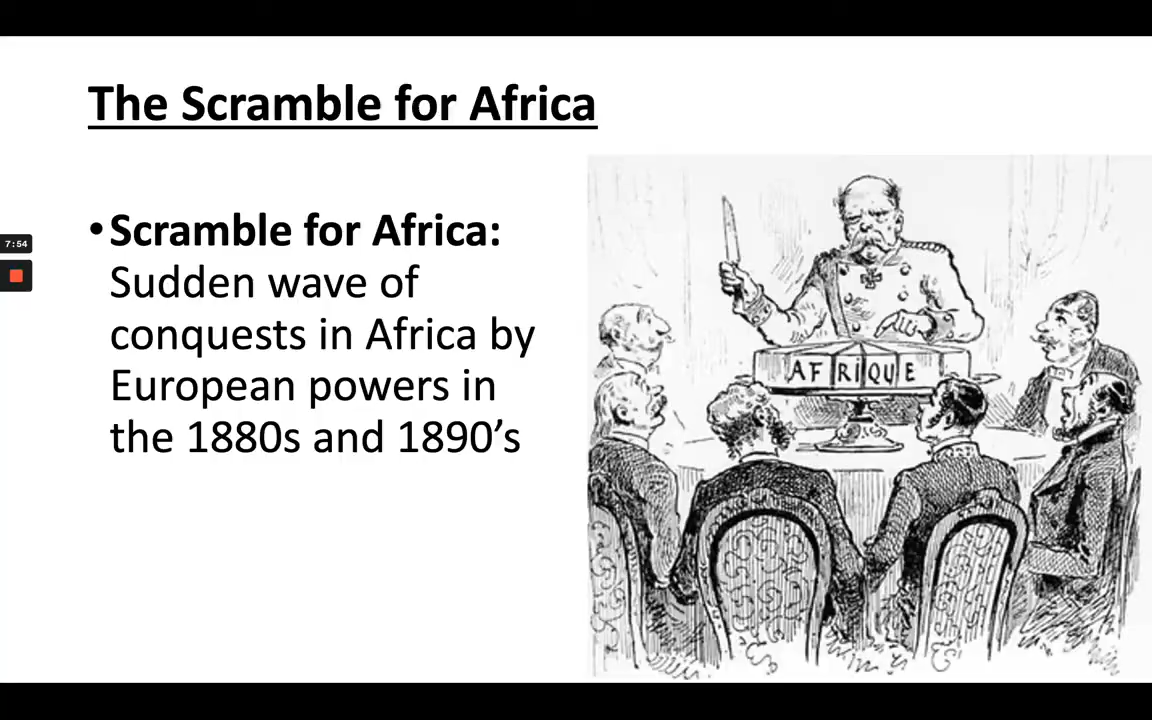 The Scramble for Africa
•Scramble for Africa:
Sudden wave of
conquests in Africa by
European powers in
the 1880s and 1890’s
7:54
AFRIQUE